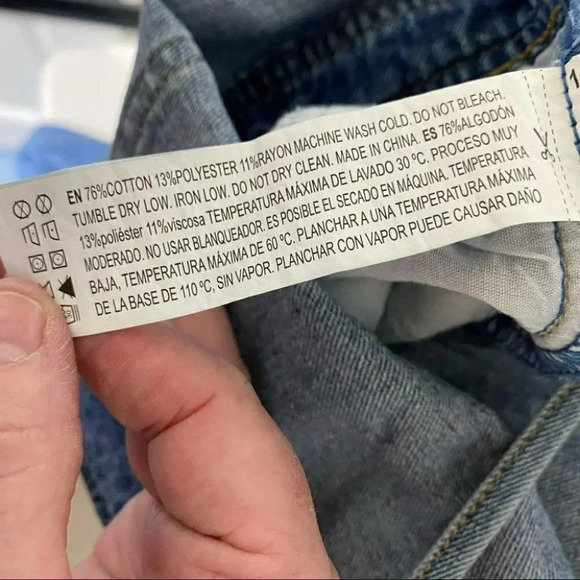 EN 76%COTTON 13%POLYESTER 11%RAYON MACHINE WASH COLD. DO NOT BLEACH.
TUMBLE DRY LOW. IRON LOW. DO NOT DRY CLEAN. MADE IN CHINA. ES 76%ALGODÓN
13%poliéster 11%viscosa TEMPERATURA MÁXIMA DE LAVADO 30 ºC. PROCESO MUY
MODERADO. NO USAR BLANQUEADOR. ES POSIBLE EL SECADO EN MÁQUINA. TEMPERATURA
BAJA, TEMPERATURA MÁXIMA DE 60 ºC. PLANCHAR A UNA TEMPERATURA MÁXIMA
DE LA BASE DE 110 ºC, SIN VAPOR. PLANCHAR CON VAPOR PUEDE CAUSAR DAÑO